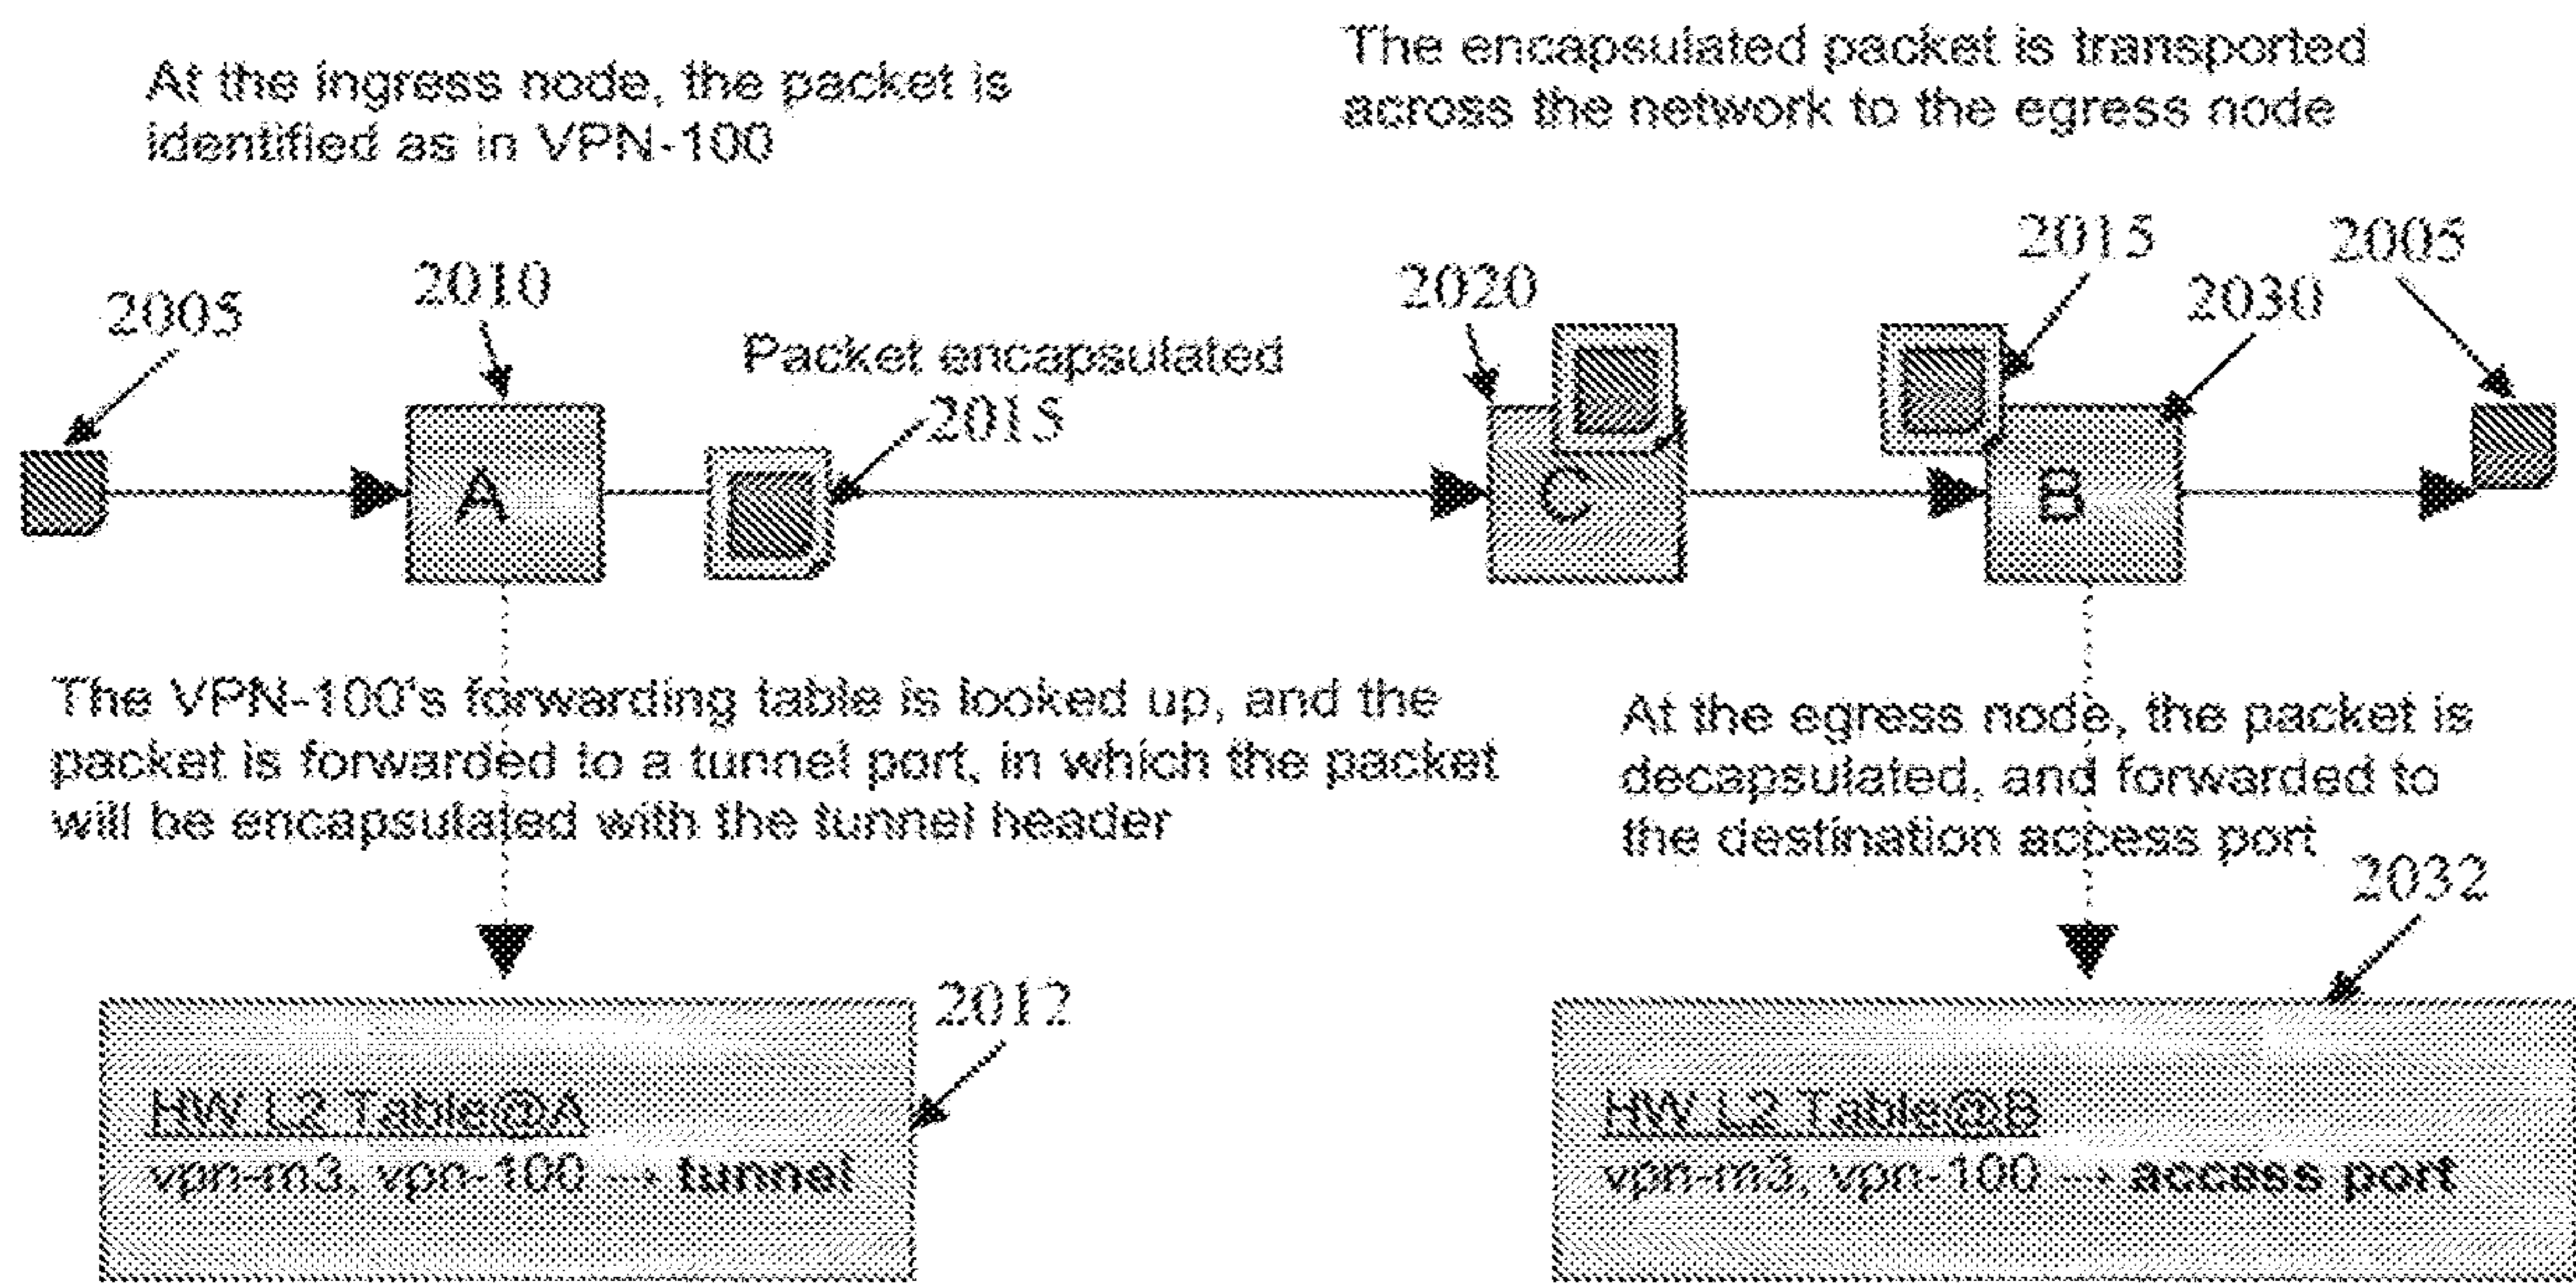 At the ingress node, the packet is
identified as in VPN-100
The encapsulated packet is transported
across the network to the egress node
2005
2010
Packet encapsulated
2015
2020
2015
2030
2005
A
C
B
The VPN-100's forwarding table is looked up, and the
packet is forwarded to a tunnel port, in which the packet
will be encapsulated with the tunnel header
At the egress node, the packet is
decapsulated, and forwarded to
the destination access port
2012
2032
HW L2 Table@A
vpn-m3, vpn-100 → tunnel
HW L2 Table@B
vpn-m3, vpn-100 → access port